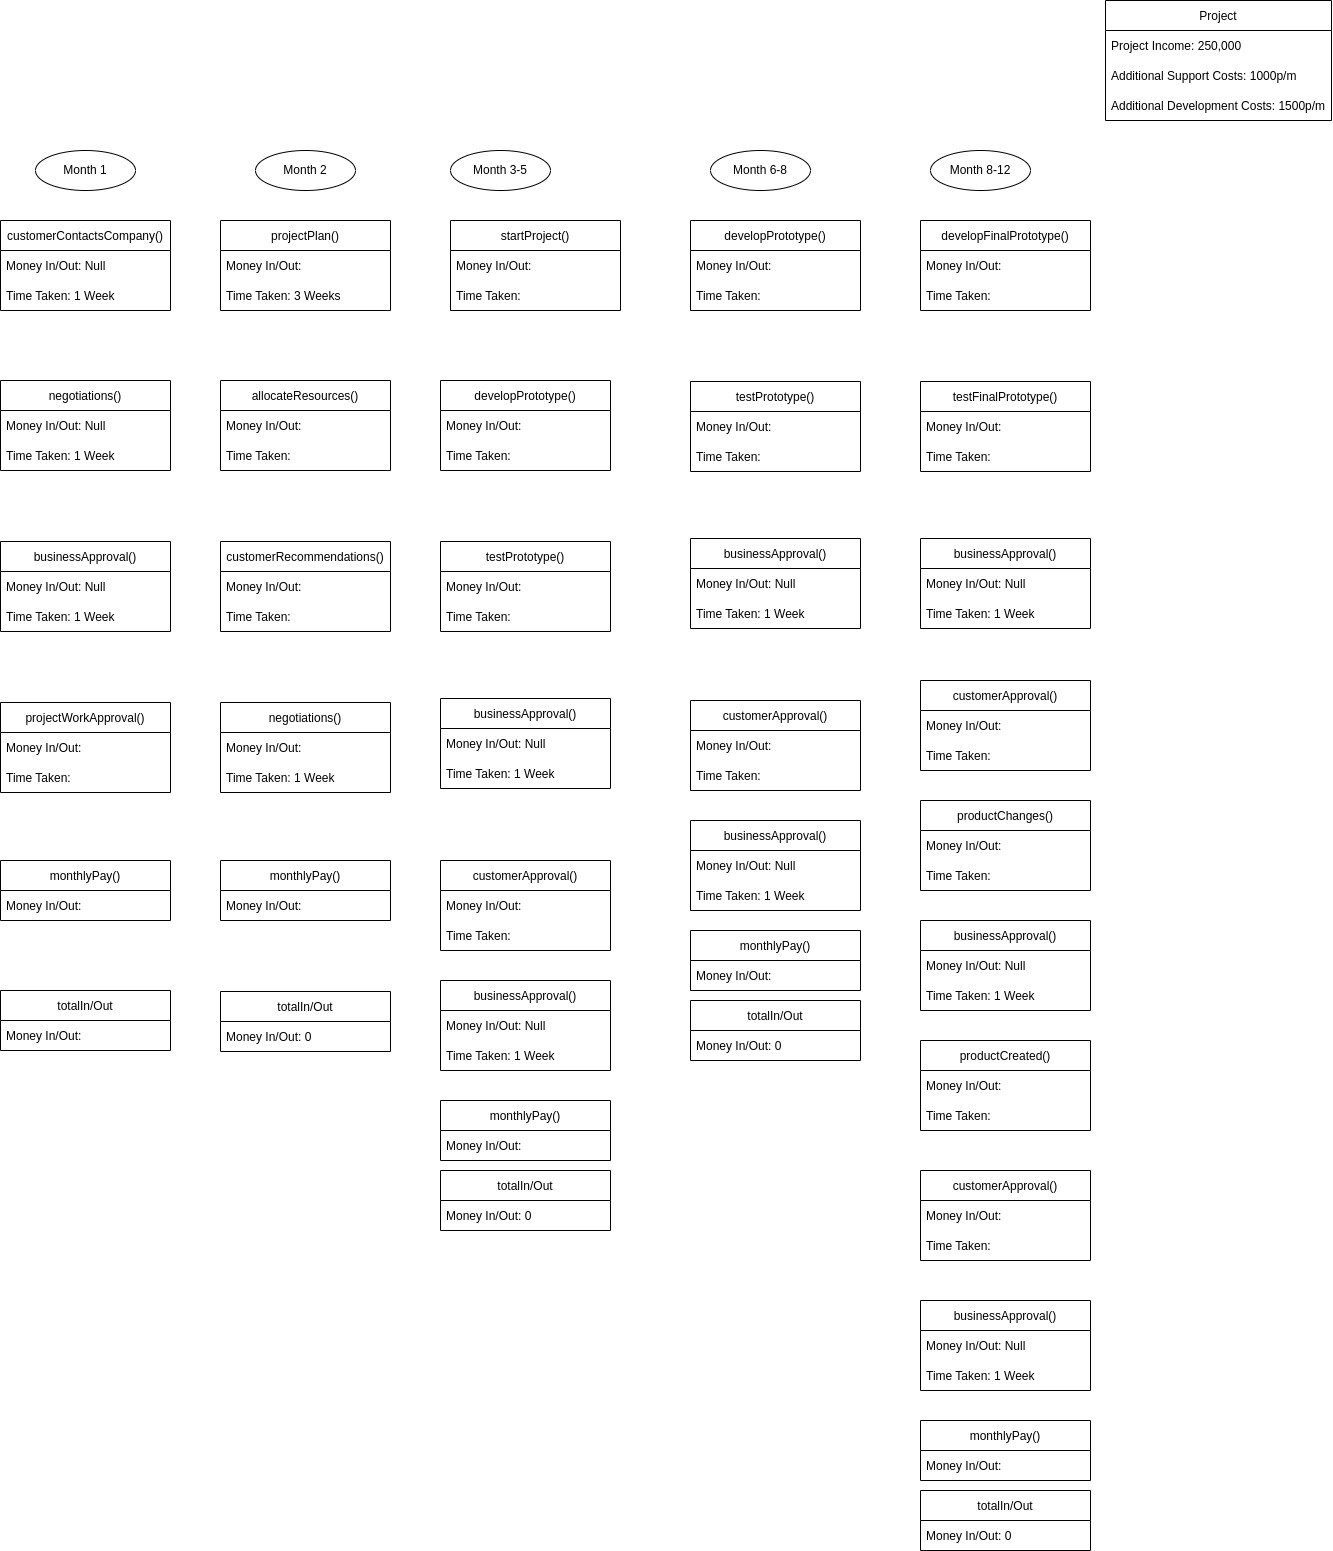 Project
Project Income: 250,000
Additional Support Costs: 1000p/m
Additional Development Costs: 1500p/m
Month 1
customerContactsCompany()
Money In/Out: Null
Time Taken: 1 Week
negotiations()
Money In/Out: Null
Time Taken: 1 Week
businessApproval()
Money In/Out: Null
Time Taken: 1 Week
projectWorkApproval()
Money In/Out:
Time Taken:
monthlyPay()
Money In/Out:
totalIn/Out
Money In/Out:
Month 2
projectPlan()
Money In/Out:
Time Taken: 3 Weeks
allocateResources()
Money In/Out:
Time Taken:
customerRecommendations()
Money In/Out:
Time Taken:
negotiations()
Money In/Out:
Time Taken: 1 Week
monthlyPay()
Money In/Out:
totalIn/Out
Money In/Out: 0
Month 3-5
startProject()
Money In/Out:
Time Taken:
developPrototype()
Money In/Out:
Time Taken:
testPrototype()
Money In/Out:
Time Taken:
businessApproval()
Money In/Out: Null
Time Taken: 1 Week
customerApproval()
Money In/Out:
Time Taken:
businessApproval()
Money In/Out: Null
Time Taken: 1 Week
monthlyPay()
Money In/Out:
totalIn/Out
Money In/Out: 0
Month 6-8
developPrototype()
Money In/Out:
Time Taken:
testPrototype()
Money In/Out:
Time Taken:
businessApproval()
Money In/Out: Null
Time Taken: 1 Week
customerApproval()
Money In/Out:
Time Taken:
businessApproval()
Money In/Out: Null
Time Taken: 1 Week
monthlyPay()
Money In/Out:
totalIn/Out
Money In/Out: 0
Month 8-12
developFinalPrototype()
Money In/Out:
Time Taken:
testFinalPrototype()
Money In/Out:
Time Taken:
businessApproval()
Money In/Out: Null
Time Taken: 1 Week
customerApproval()
Money In/Out:
Time Taken:
productChanges()
Money In/Out:
Time Taken:
businessApproval()
Money In/Out: Null
Time Taken: 1 Week
productCreated()
Money In/Out:
Time Taken:
customerApproval()
Money In/Out:
Time Taken:
businessApproval()
Money In/Out: Null
Time Taken: 1 Week
monthlyPay()
Money In/Out:
totalIn/Out
Money In/Out: 0